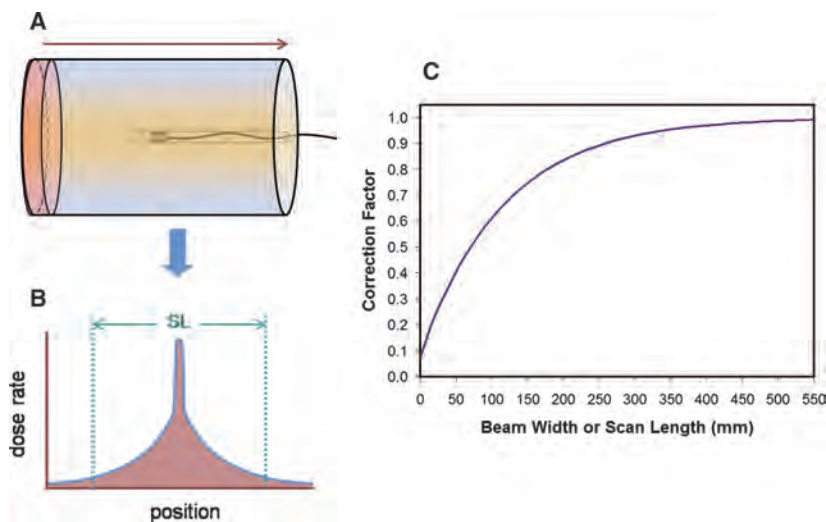 A
B
SL
dose rate
position
C
Correction Factor
1.0
0.9
0.8
0.7
0.6
0.5
0.4
0.3
0.2
0.1
0.0
0 50 100 150 200 250 300 350 400 450 500 550
Beam Width or Scan Length (mm)